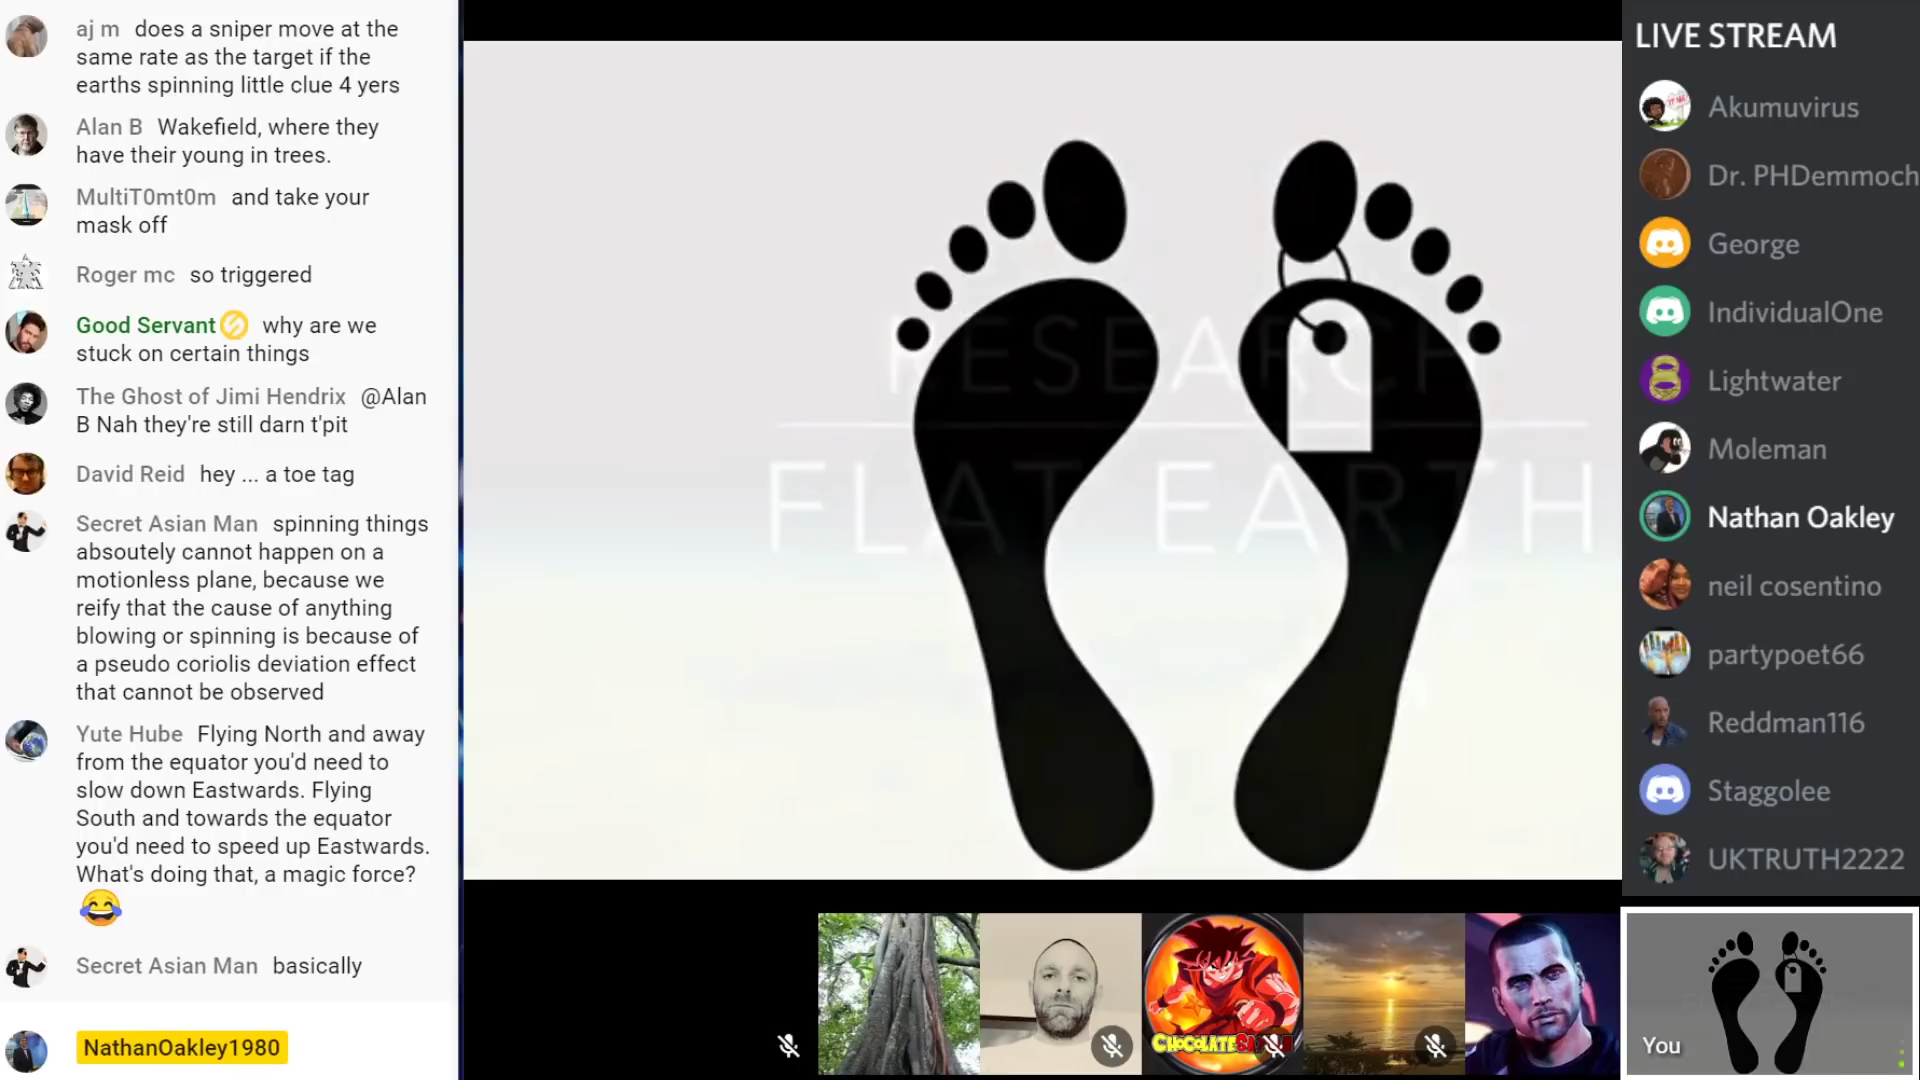 aj m does a sniper move at the
same rate as the target if the
earths spinning little clue 4 yers
Alan B Wakefield, where they
have their young in trees.
MultiT0mt0m and take your
mask off
Roger mc so triggered
Good Servant why are we
stuck on certain things
The Ghost of Jimi Hendrix @Alan
B Nah they're still darn t'pit
David Reid hey ... a toe tag
Secret Asian Man spinning things
absoutely cannot happen on a
motionless plane, because we
reify that the cause of anything
blowing or spinning is because of
a pseudo coriolis deviation effect
that cannot be observed
Yute Hube Flying North and away
from the equator you'd need to
slow down Eastwards. Flying
South and towards the equator
you'd need to speed up Eastwards.
What's doing that, a magic force?
😂
Secret Asian Man basically
NathanOakley1980
RESEARCH
FLAT EARTH
LIVE STREAM
Akumuvirus
Dr. PHDemmoch
George
IndividualOne
Lightwater
Moleman
Nathan Oakley
neil cosentino
partypoet66
Reddman116
Staggolee
UKTRUTH2222
You